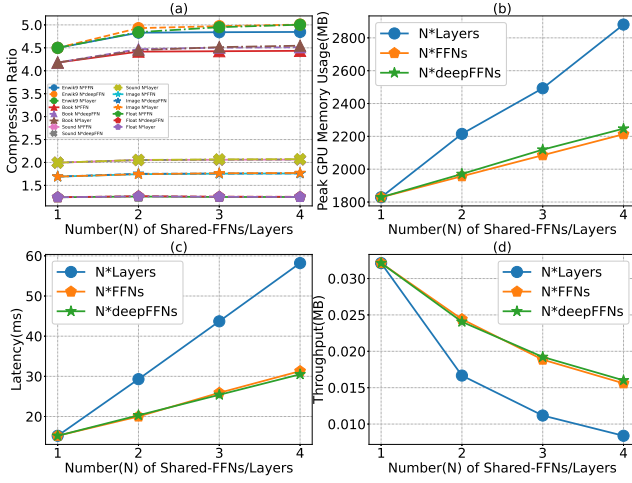 (a)
Compression Ratio
5.0
4.5
4.0
3.5
3.0
2.5
2.0
1.5
Enwik9 N*FFN
Enwik9 N*deepFFN
Enwik9 N*layer
Book N*FFN
Book N*deepFFN
Book N*layer
Sound N*FFN
Sound N*deepFFN
Sound N*layer
Image N*FFN
Image N*deepFFN
Image N*layer
Float N*FFN
Float N*deepFFN
Float N*layer
1 2 3 4
Number(N) of Shared-FFNs/Layers
(b)
Peak GPU Memory Usage(MB)
2800
2600
2400
2200
2000
1800
N*Layers
N*FFNs
N*deepFFNs
1 2 3 4
Number(N) of Shared-FFNs/Layers
(c)
Latency(ms)
60
50
40
30
20
N*Layers
N*FFNs
N*deepFFNs
1 2 3 4
Number(N) of Shared-FFNs/Layers
(d)
Throughput(MB)
0.030
0.025
0.020
0.015
0.010
N*Layers
N*FFNs
N*deepFFNs
1 2 3 4
Number(N) of Shared-FFNs/Layers